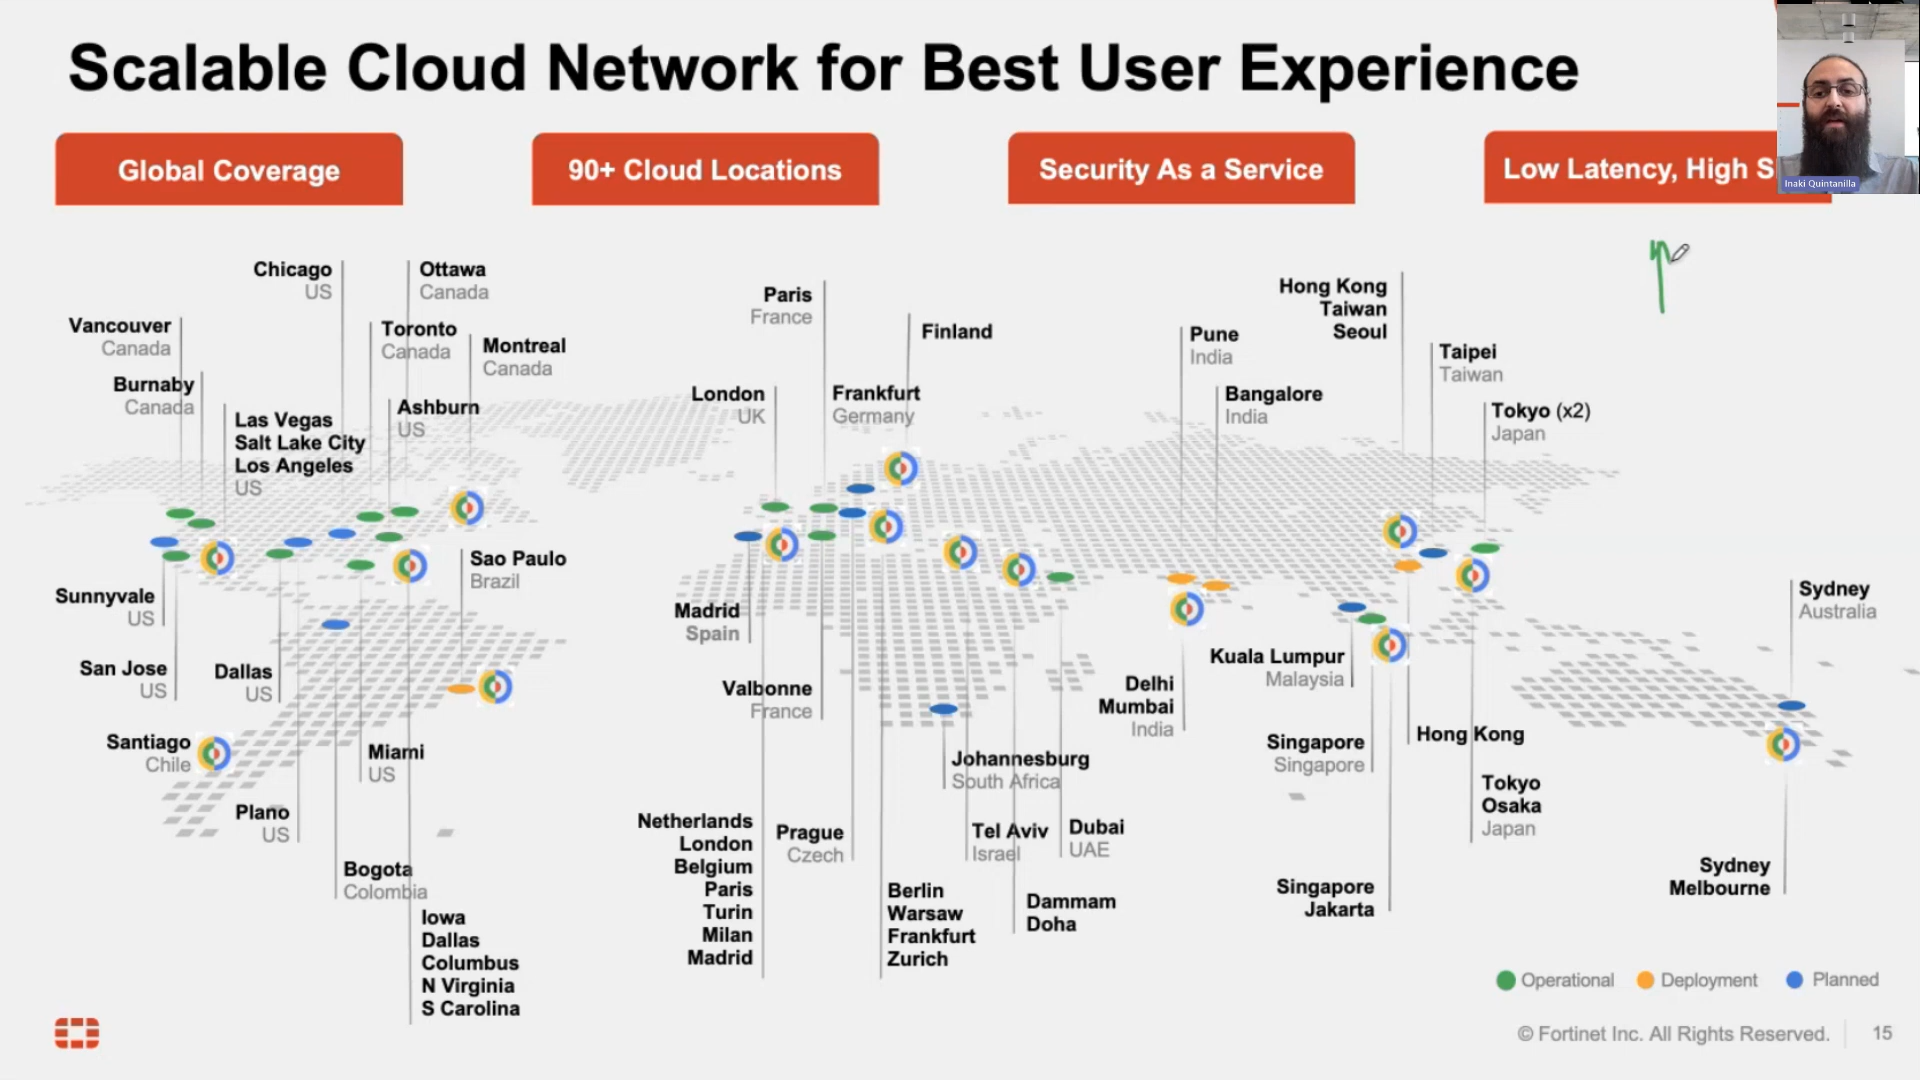 Scalable Cloud Network for Best User Experience
Inaki Quintanilla
Global Coverage
90+ Cloud Locations
Security As a Service
Low Latency, High S
Chicago
US
Ottawa
Canada
Vancouver
Canada
Toronto
Canada
Montreal
Canada
Burnaby
Canada
Las Vegas
Salt Lake City
Los Angeles
US
Ashburn
US
Sunnyvale
US
Sao Paulo
Brazil
San Jose
US
Dallas
US
Santiago
Chile
Miami
US
Plano
US
Bogota
Colombia
Iowa
Dallas
Columbus
N Virginia
S Carolina
Paris
France
Finland
London
UK
Frankfurt
Germany
Madrid
Spain
Valbonne
France
Johannesburg
South Africa
Netherlands
London
Belgium
Paris
Turin
Milan
Madrid
Prague
Czech
Berlin
Warsaw
Frankfurt
Zurich
Tel Aviv
Israel
Dubai
UAE
Dammam
Doha
Pune
India
Bangalore
India
Hong Kong
Taiwan
Seoul
Taipei
Taiwan
Tokyo (x2)
Japan
Delhi
Mumbai
India
Kuala Lumpur
Malaysia
Singapore
Singapore
Hong Kong
Tokyo
Osaka
Japan
Singapore
Jakarta
Sydney
Australia
Sydney
Melbourne
Operational
Deployment
Planned
© Fortinet Inc. All Rights Reserved.
15